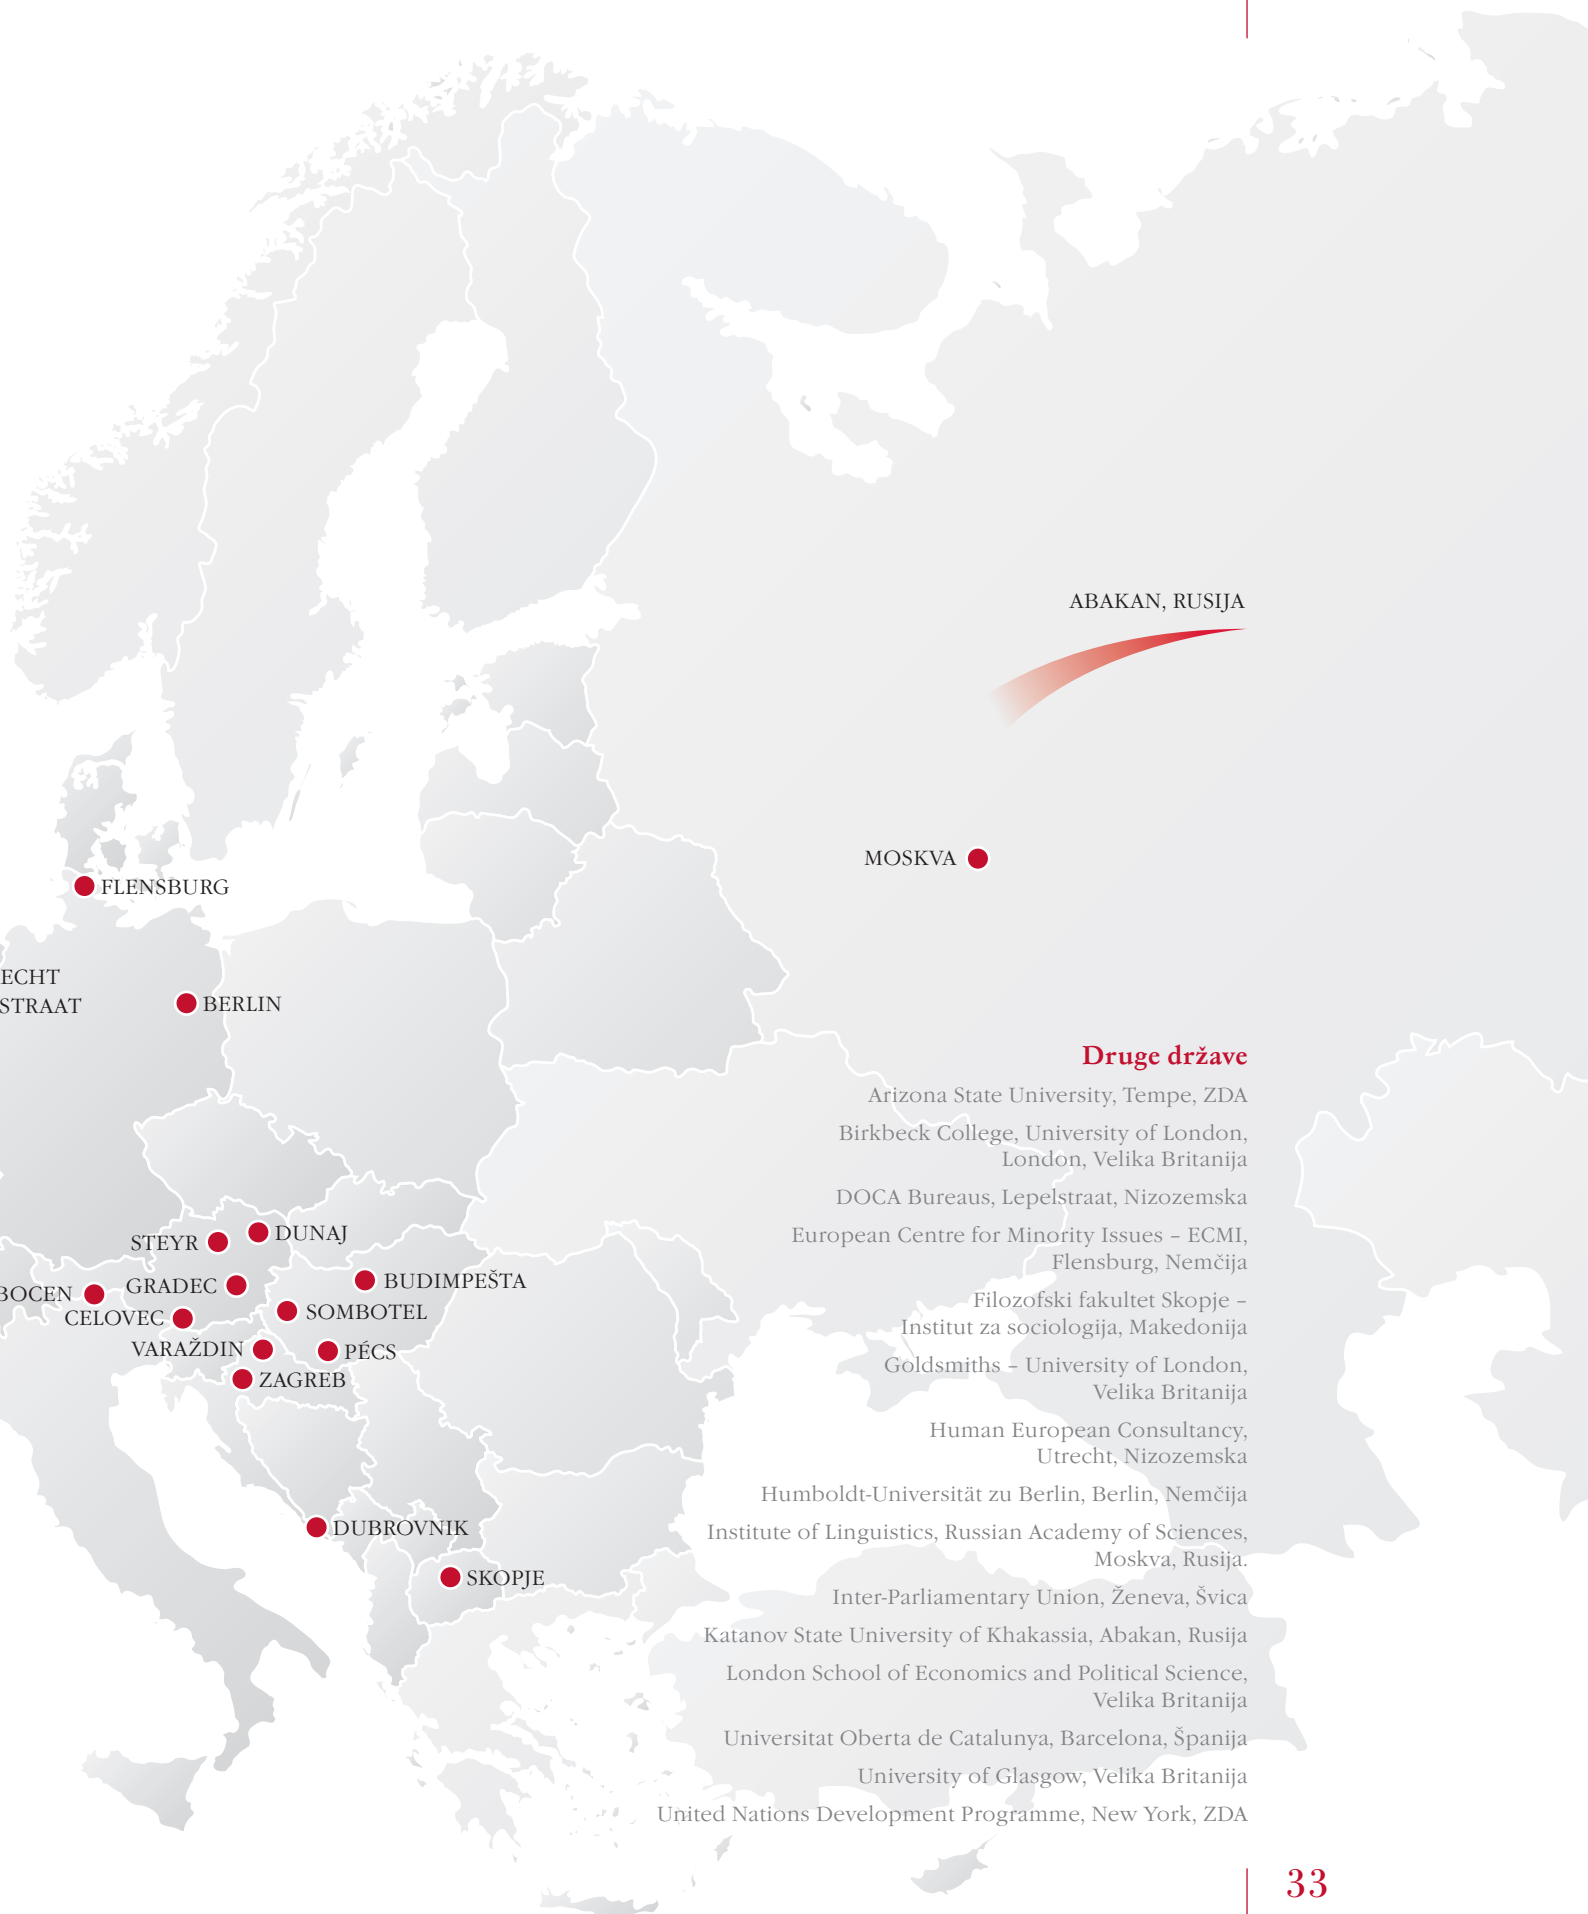 ABAKAN, RUSIJA
MOSKVA
FLENSBURG
ECHT
STRAAT
BERLIN
Druge države
Arizona State University, Tempe, ZDA
Birkbeck College, University of London,
London, Velika Britanija
DOCA Bureaus, Lepelstraat, Nizozemska
European Centre for Minority Issues – ECMI,
Flensburg, Nemčija
Filozofski fakultet Skopje –
Institut za sociologija, Makedonija
Goldsmiths – University of London,
Velika Britanija
Human European Consultancy,
Utrecht, Nizozemska
Humboldt-Universität zu Berlin, Berlin, Nemčija
Institute of Linguistics, Russian Academy of Sciences,
Moskva, Rusija.
Inter-Parliamentary Union, Ženeva, Švica
Katanov State University of Khakassia, Abakan, Rusija
London School of Economics and Political Science,
Velika Britanija
Universitat Oberta de Catalunya, Barcelona, Španija
University of Glasgow, Velika Britanija
United Nations Development Programme, New York, ZDA
STEYR
DUNAJ
BOCEN
GRADEC
BUDIMPEŠTA
CELOVEC
SOMBOTEL
VARAŽDIN
PÉCS
ZAGREB
DUBROVNIK
SKOPJE
33